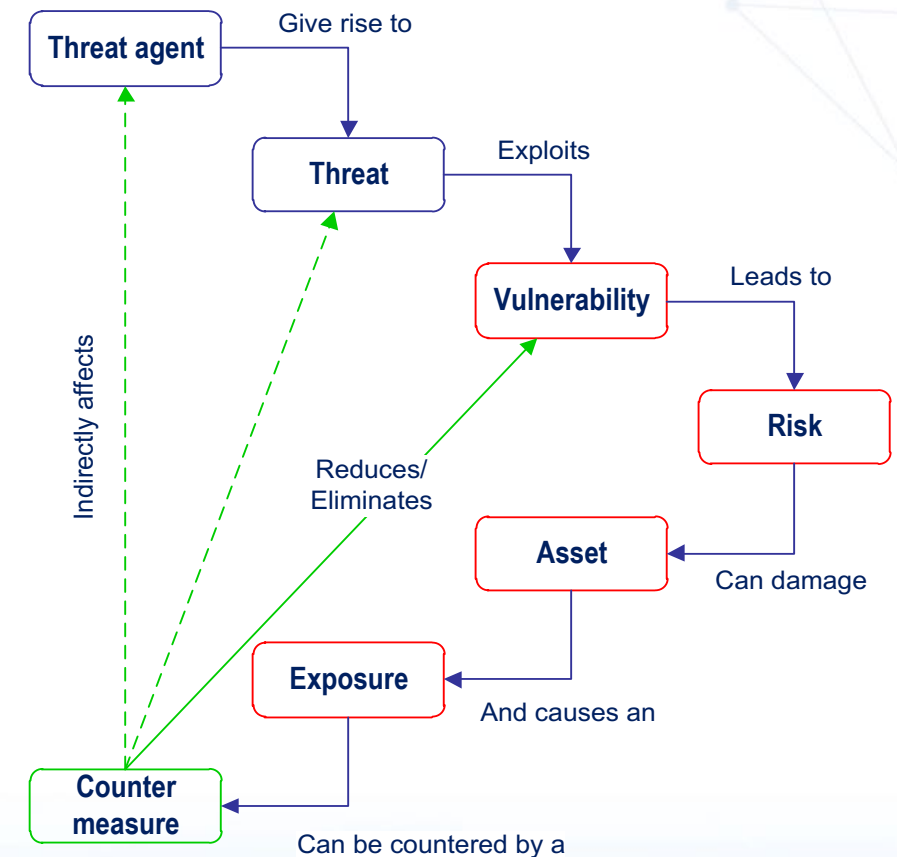 Give rise to
Threat agent
Exploits
Threat
Leads to
Vulnerability
Indirectly affects
Risk
Reduces/
Eliminates
Asset
Can damage
Exposure
And causes an
Counter
measure
Can be countered by a